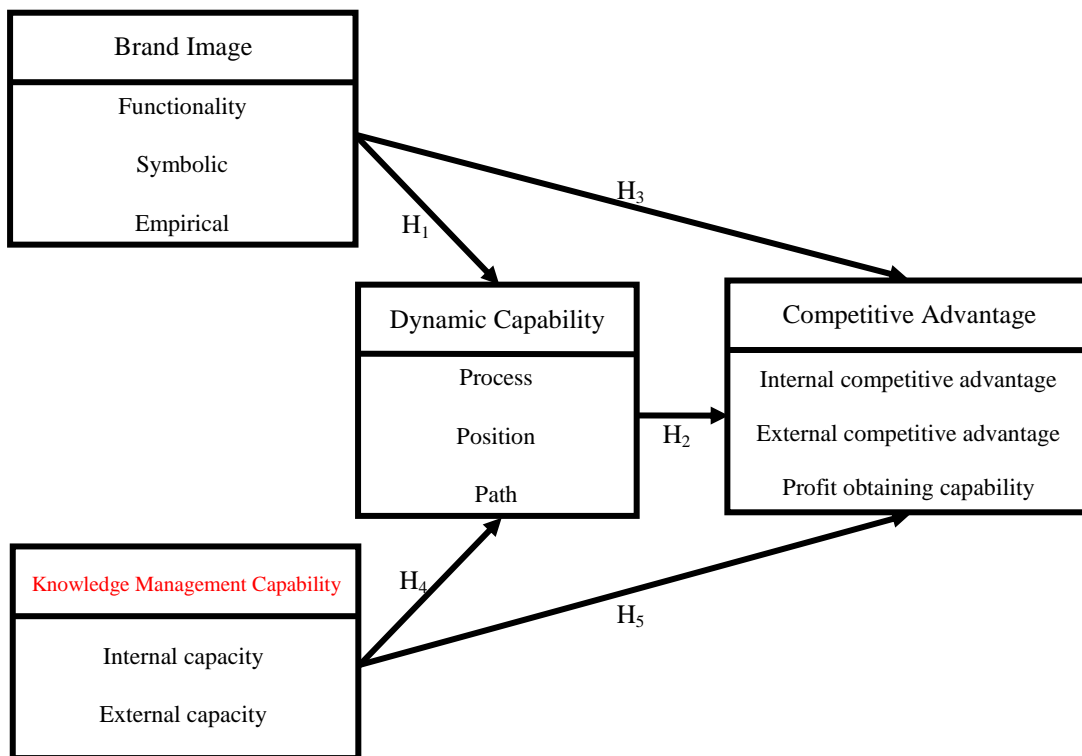 Brand Image
Functionality
Symbolic
Empirical
H₁
H₃
Dynamic Capability
Process
Position
Path
H₂
Competitive Advantage
Internal competitive advantage
External competitive advantage
Profit obtaining capability
Knowledge Management Capability
Internal capacity
External capacity
H₄
H₅